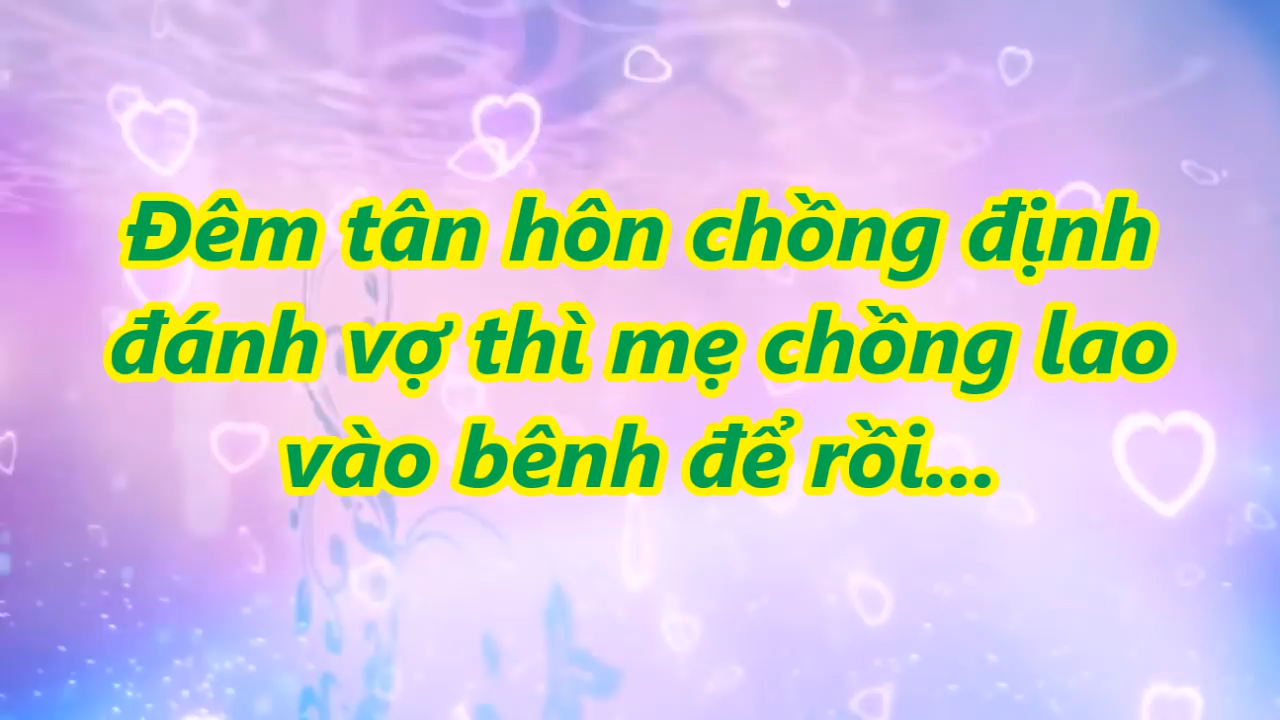 Đêm tân hôn chồng định
đánh vợ thì mẹ chồng lao
vào bênh để rồi...